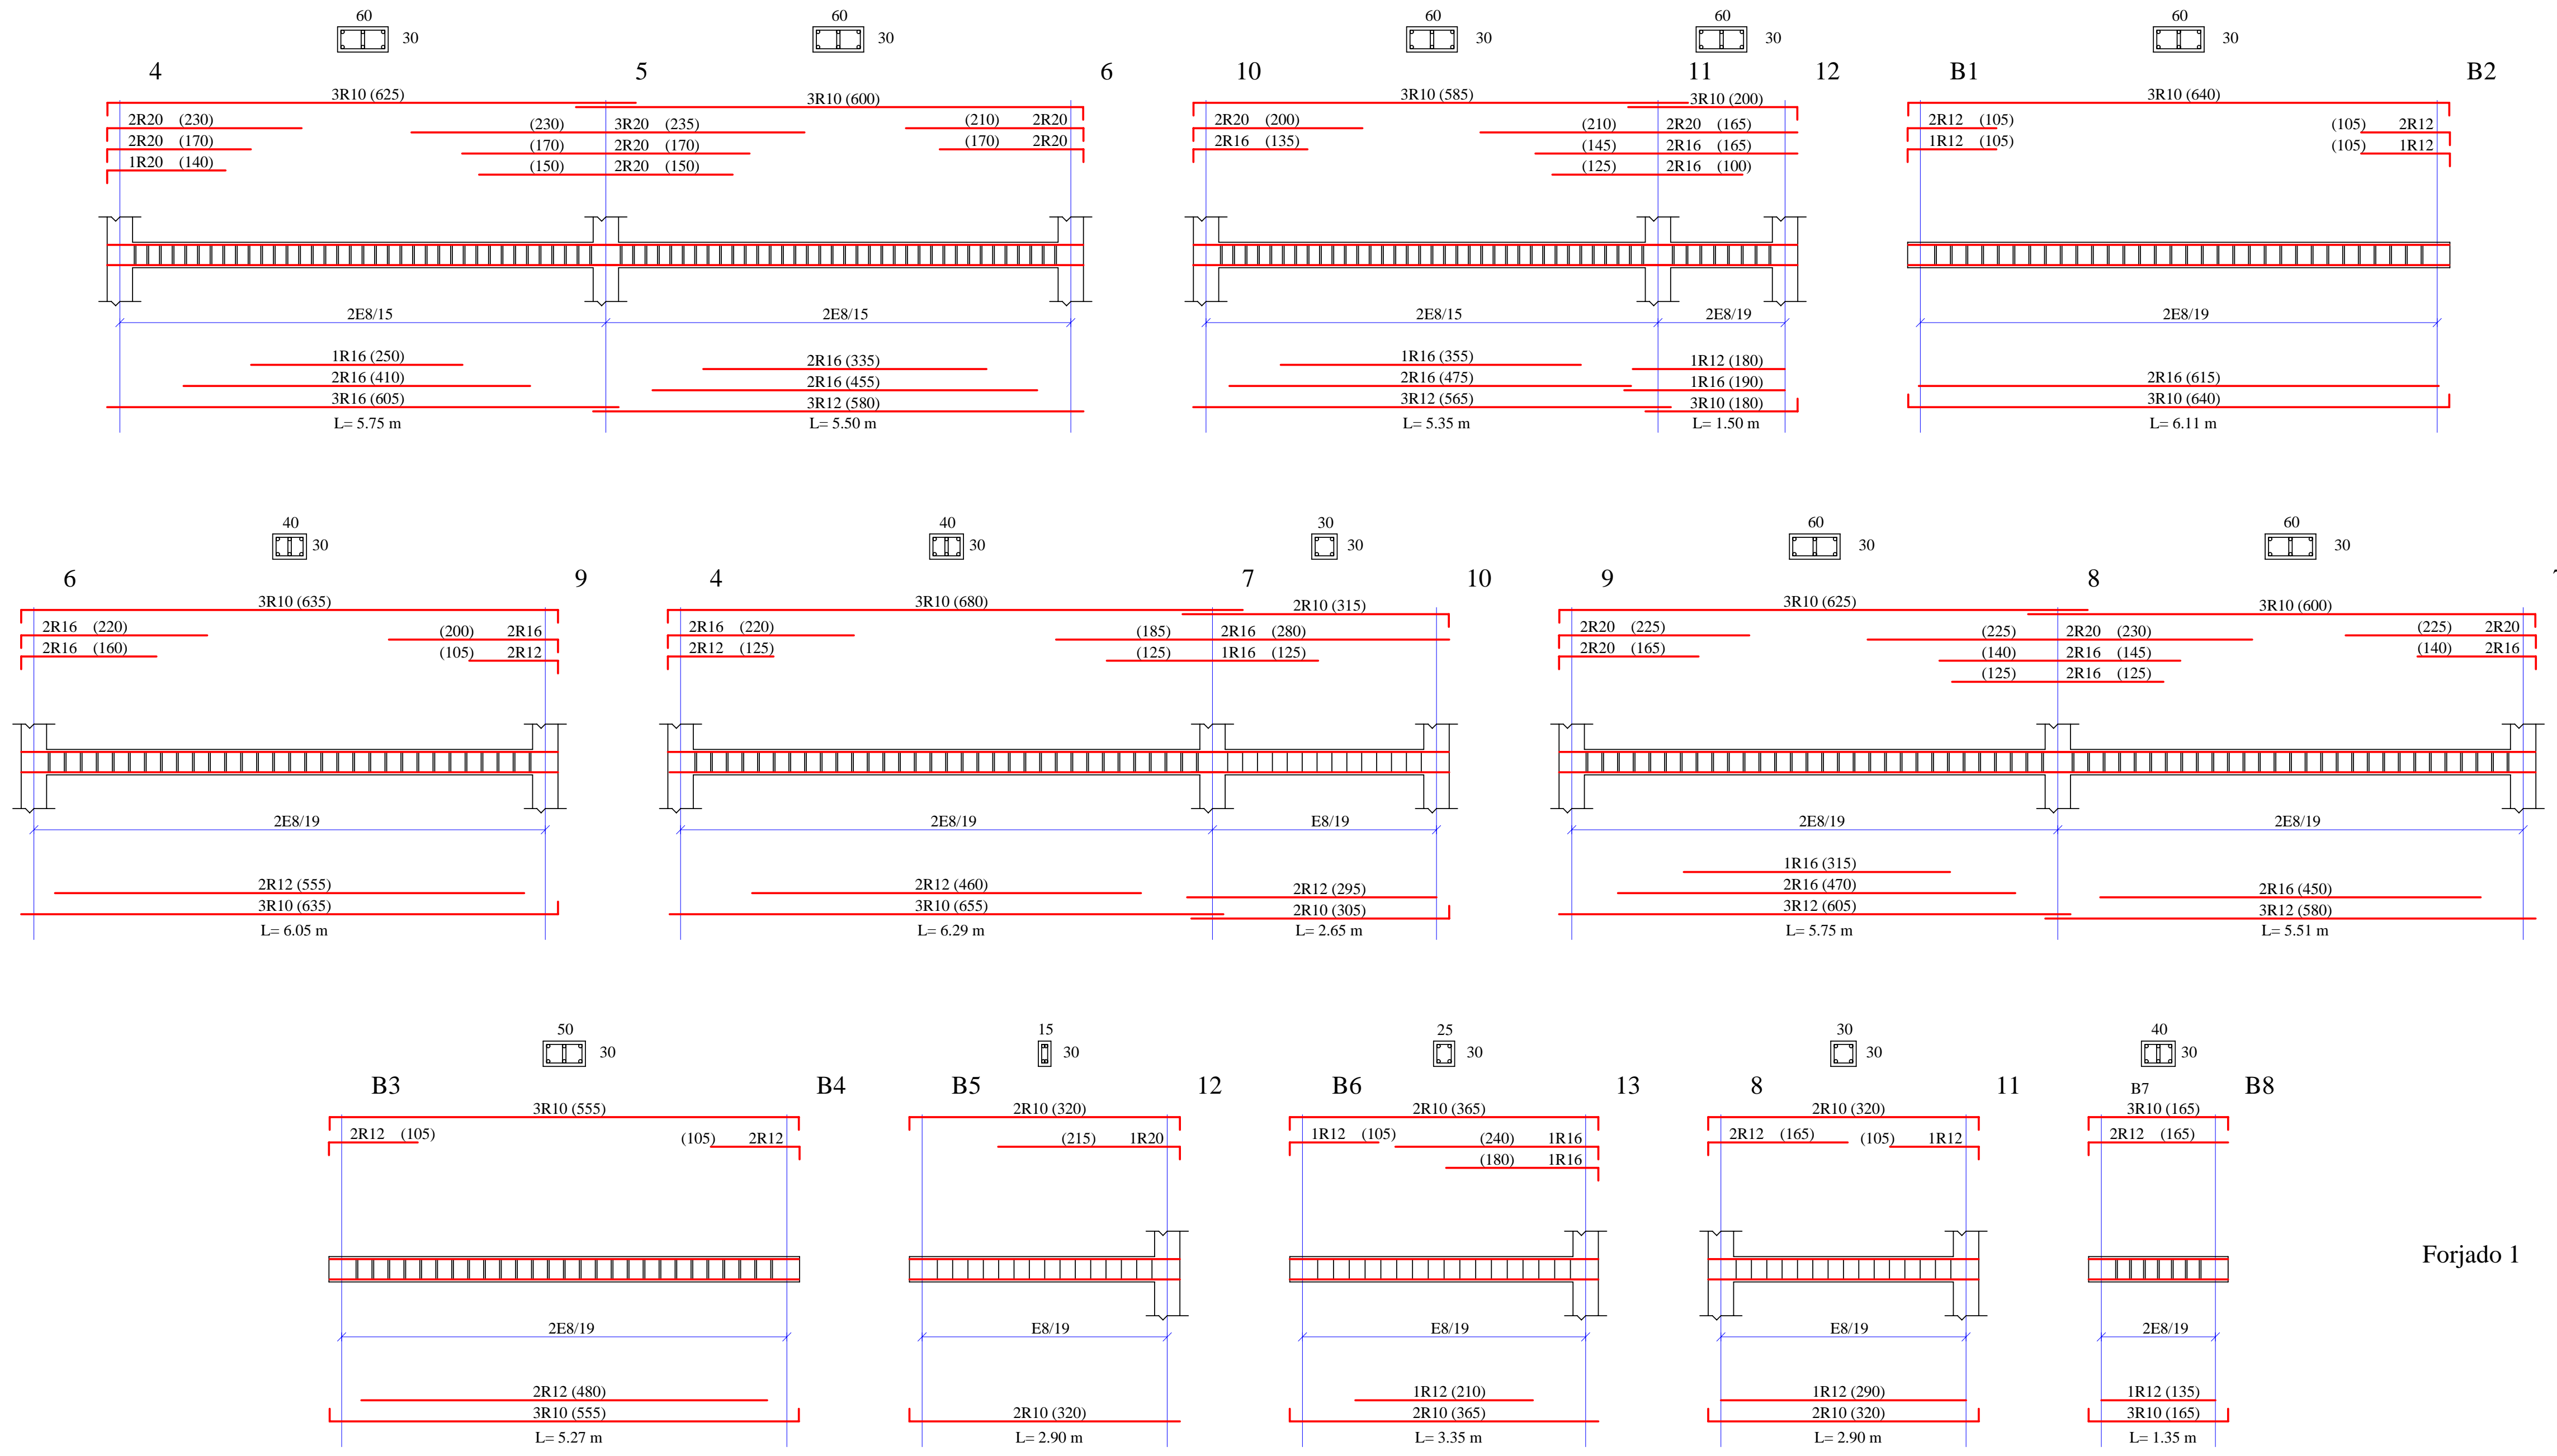 60 60 60 60 60
30 30 30 30 30
4 5 6 10 11 12 B1 B2
3R10 (625) 3R10 (600) 3R10 (585) 3R10 (200) 3R10 (640)
2R20 (230) (230) 3R20 (235) (210) 2R20 2R20 (200) (210) 2R20 (165) 2R12 (105) (105) 2R12
2R20 (170) (170) 2R20 (170) (170) 2R20 2R16 (135) (145) 2R16 (165) 1R12 (105) (105) 1R12
1R20 (140) (150) 2R20 (150) (125) 2R16 (100)
2E8/15 2E8/15 2E8/15 2E8/19 2E8/19
1R16 (250) 2R16 (335) 1R16 (355) 1R12 (180)
2R16 (410) 2R16 (455) 2R16 (475) 1R16 (190) 2R16 (615)
3R16 (605) 3R12 (580) 3R12 (565) 3R10 (180) 3R10 (640)
L= 5.75 m L= 5.50 m L= 5.35 m L= 1.50 m L= 6.11 m
40 40 30 60 60
30 30 30 30 30
6 9 4 7 10 9 8
3R10 (635) 3R10 (680) 2R10 (315) 3R10 (625) 3R10 (600)
2R16 (220) (200) 2R16 2R16 (220) (185) 2R16 (280) 2R20 (225) (225) 2R20 (230) (225) 2R20
2R16 (160) (105) 2R12 2R12 (125) (125) 1R16 (125) 2R20 (165) (140) 2R16 (145) (140) 2R16
(125) 2R16 (125)
2E8/19 2E8/19 E8/19 2E8/19 2E8/19
1R16 (315)
2R12 (555) 2R12 (460) 2R12 (295) 2R16 (470) 2R16 (450)
3R10 (635) 3R10 (655) 2R10 (305) 3R12 (605) 3R12 (580)
L= 6.05 m L= 6.29 m L= 2.65 m L= 5.75 m L= 5.51 m
50 15 25 30 40
30 30 30 30 30
B3 B4 B5 12 B6 13 8 11 B7 B8
3R10 (555) 2R10 (320) 2R10 (365) 2R10 (320) 3R10 (165)
2R12 (105) (105) 2R12 (215) 1R20 1R12 (105) (240) 1R16 2R12 (165) (105) 1R12 2R12 (165)
(180) 1R16
Forjado 1
2E8/19 E8/19 E8/19 E8/19 2E8/19
2R12 (480) 1R12 (210) 1R12 (290) 1R12 (135)
3R10 (555) 2R10 (320) 2R10 (365) 2R10 (320) 3R10 (165)
L= 5.27 m L= 2.90 m L= 3.35 m L= 2.90 m L= 1.35 m